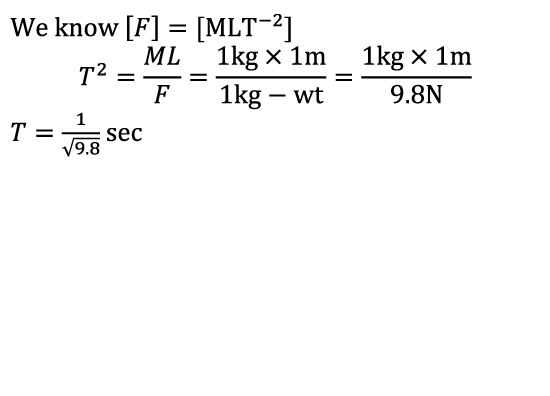 We know [F] = [MLT⁻²]
T² = ML/F = 1kg × 1m/1kg − wt = 1kg × 1m/9.8N
T = 1/√9.8 sec